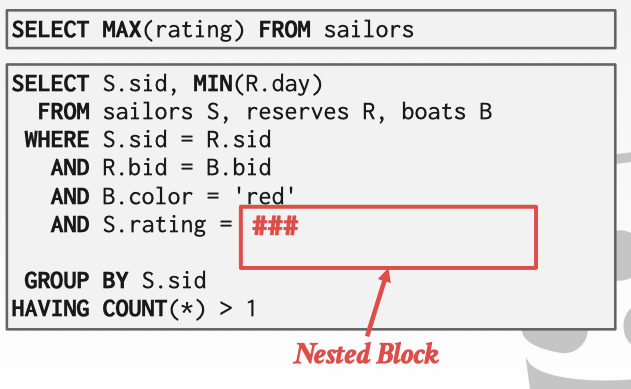 SELECT MAX(rating) FROM sailors
SELECT S.sid, MIN(R.day)
FROM sailors S, reserves R, boats B
WHERE S.sid = R.sid
AND R.bid = B.bid
AND B.color = 'red'
AND S.rating = ###
GROUP BY S.sid
HAVING COUNT(*) > 1
Nested Block